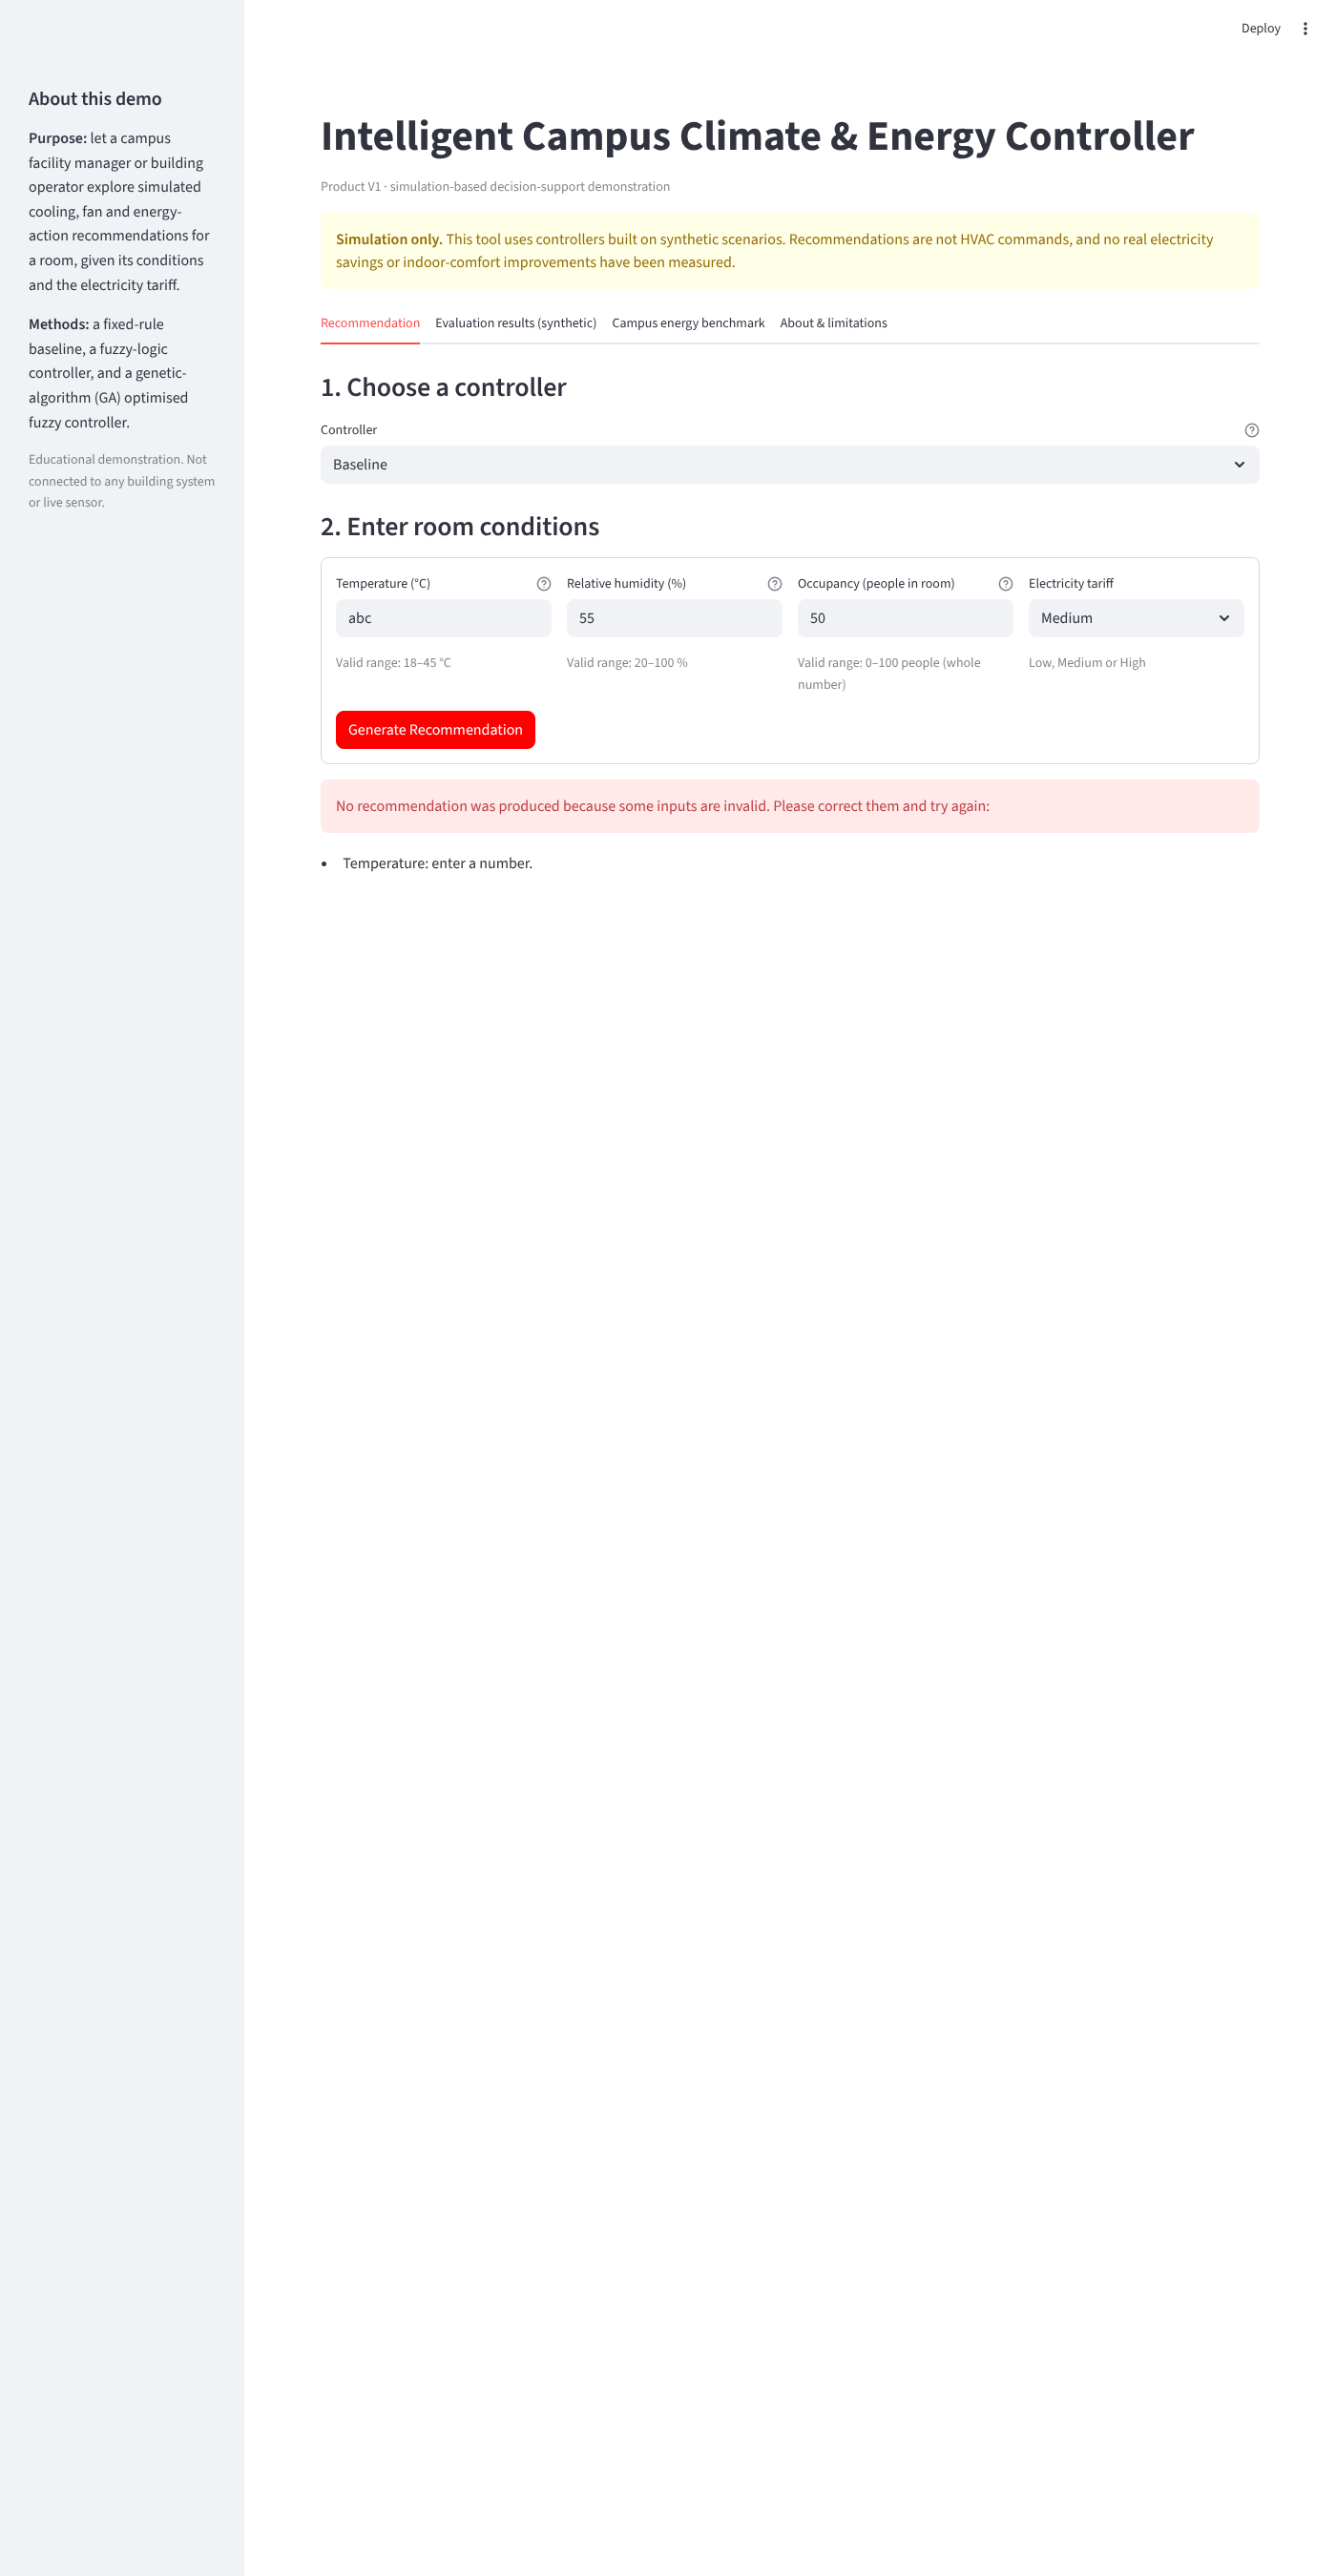 Deploy
About this demo
Purpose: let a campus
facility manager or building
operator explore simulated
cooling, fan and energy-
action recommendations for
a room, given its conditions
and the electricity tariff.
Methods: a fixed-rule
baseline, a fuzzy-logic
controller, and a genetic-
algorithm (GA) optimised
fuzzy controller.
Educational demonstration. Not
connected to any building system
or live sensor.
Intelligent Campus Climate & Energy Controller
Product V1 · simulation-based decision-support demonstration
Simulation only. This tool uses controllers built on synthetic scenarios. Recommendations are not HVAC commands, and no real electricity
savings or indoor-comfort improvements have been measured.
Recommendation Evaluation results (synthetic) Campus energy benchmark About & limitations
1. Choose a controller
Controller
Baseline
2. Enter room conditions
Temperature (°C) Relative humidity (%) Occupancy (people in room) Electricity tariff
abc 55 50 Medium
Valid range: 18–45 °C Valid range: 20–100 % Valid range: 0–100 people (whole Low, Medium or High
number)
Generate Recommendation
No recommendation was produced because some inputs are invalid. Please correct them and try again:
• Temperature: enter a number.